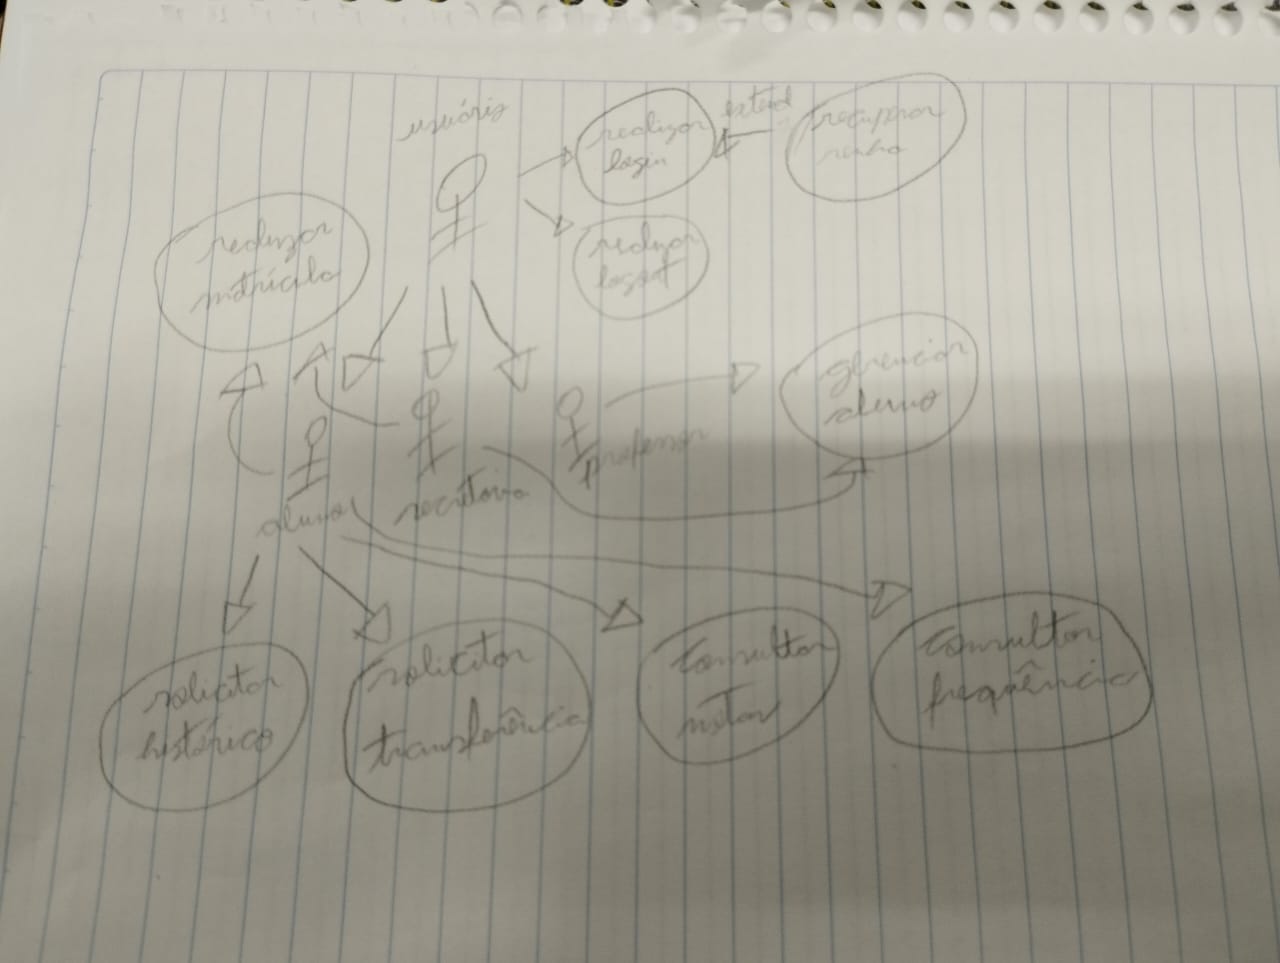 usuário
realizar
login
extend
recuperar
senha
realizar
logout
realizar
matrícula
gerenciar
aluno
professor
secretaria
aluno
solicitar
histórico
solicitar
transferência
Consultar
notas
Consultar
frequência